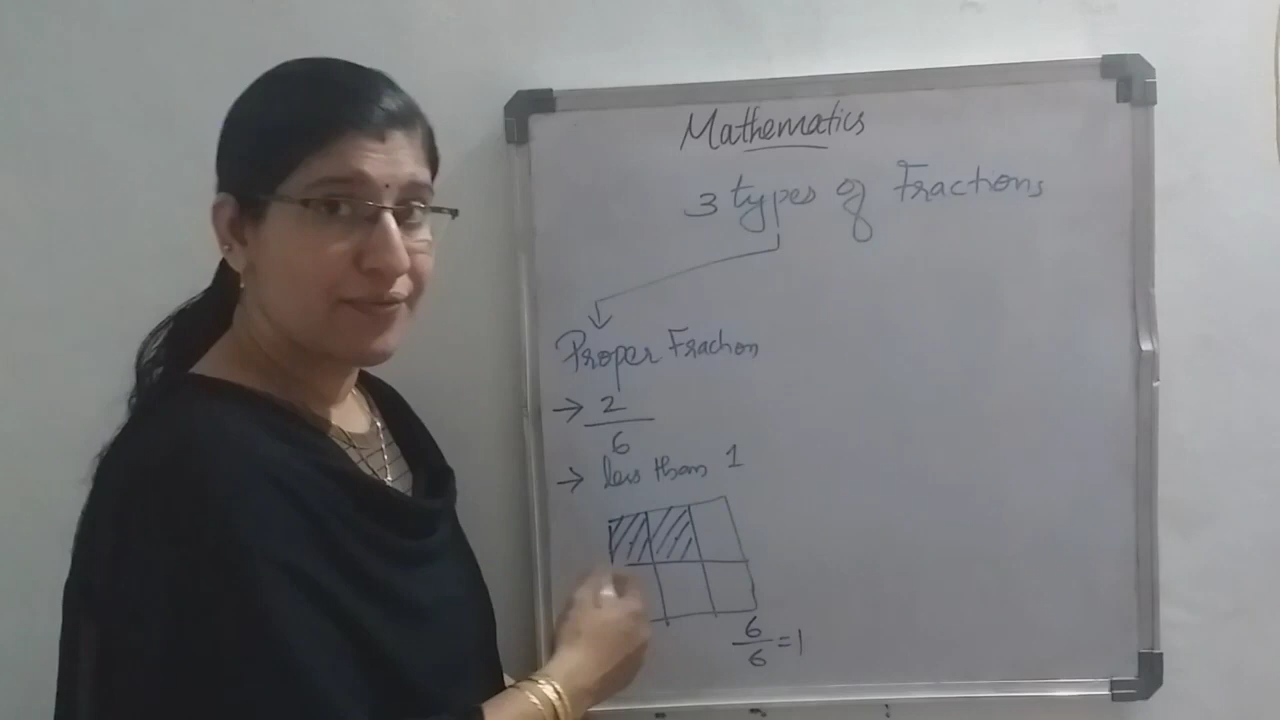 Mathematics
3 types of Fractions
Proper Fraction
→ 2/6
→ less than 1
6/6 = 1